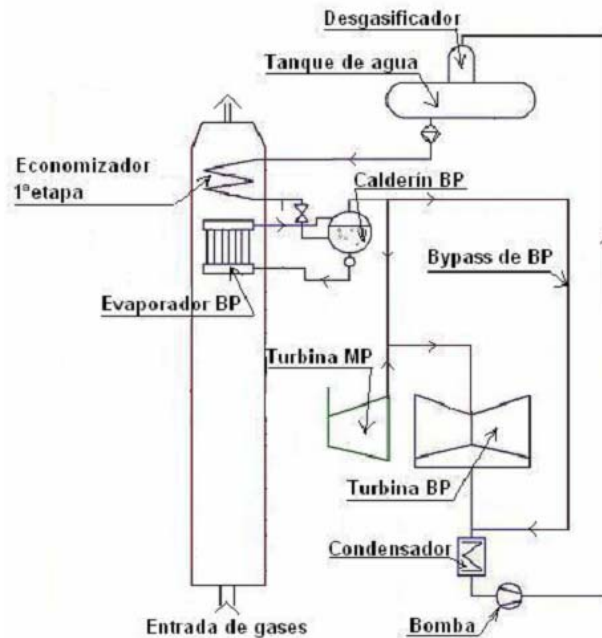 Desgasificador
Tanque de agua
Economizador
1ªetapa
Calderín BP
Evaporador BP
Bypass de BP
Turbina MP
Turbina BP
Condensador
Entrada de gases
Bomba